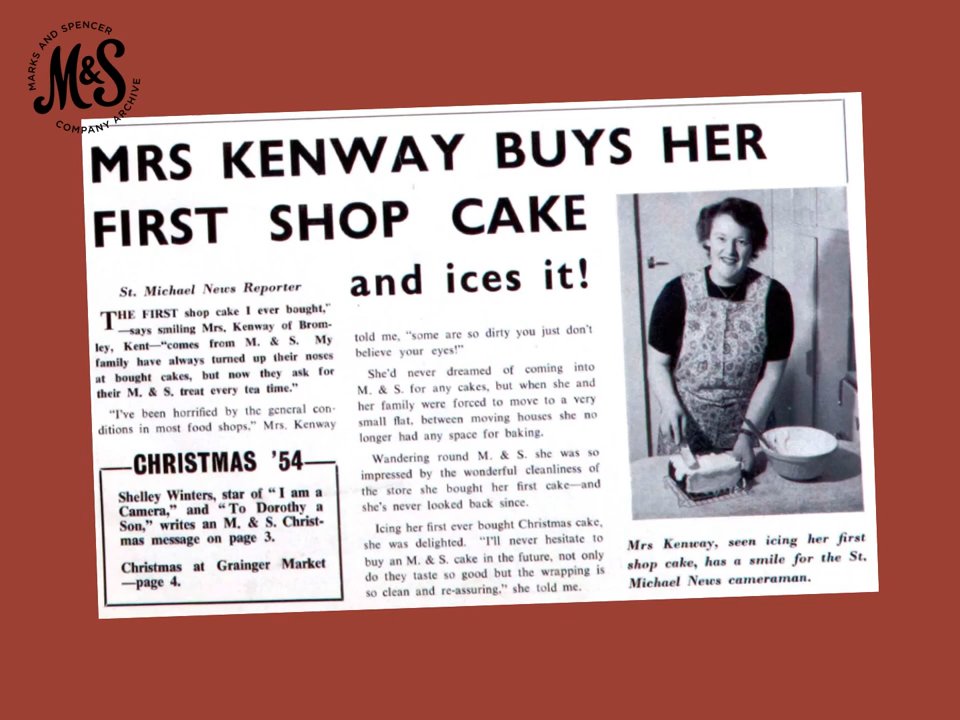 MARKS AND SPENCER
M&S
COMPANY ARCHIVE
MRS KENWAY BUYS HER
FIRST SHOP CAKE
and ices it!
St. Michael News Reporter
THE FIRST shop cake I ever bought,"
—says smiling Mrs. Kenway of Brom-
ley, Kent—"comes from M. & S. My
family have always turned up their noses
at bought cakes, but now they ask for
their M. & S. treat every tea time."
"I've been horrified by the general con-
ditions in most food shops," Mrs. Kenway
told me, "some are so dirty you just don't
believe your eyes!"
She'd never dreamed of coming into
M. & S. for any cakes, but when she and
her family were forced to move to a very
small flat, between moving houses she no
longer had any space for baking.
Wandering round M. & S. she was so
impressed by the wonderful cleanliness of
the store she bought her first cake—and
she's never looked back since.
Icing her first ever bought Christmas cake,
she was delighted. "I'll never hesitate to
buy an M. & S. cake in the future, not only
do they taste so good but the wrapping is
so clean and re-assuring," she told me.
CHRISTMAS '54
Shelley Winters, star of "I am a
Camera," and "To Dorothy a
Son," writes an M. & S. Christ-
mas message on page 3.
Christmas at Grainger Market
—page 4.
Mrs Kenway, seen icing her first
shop cake, has a smile for the St.
Michael News cameraman.